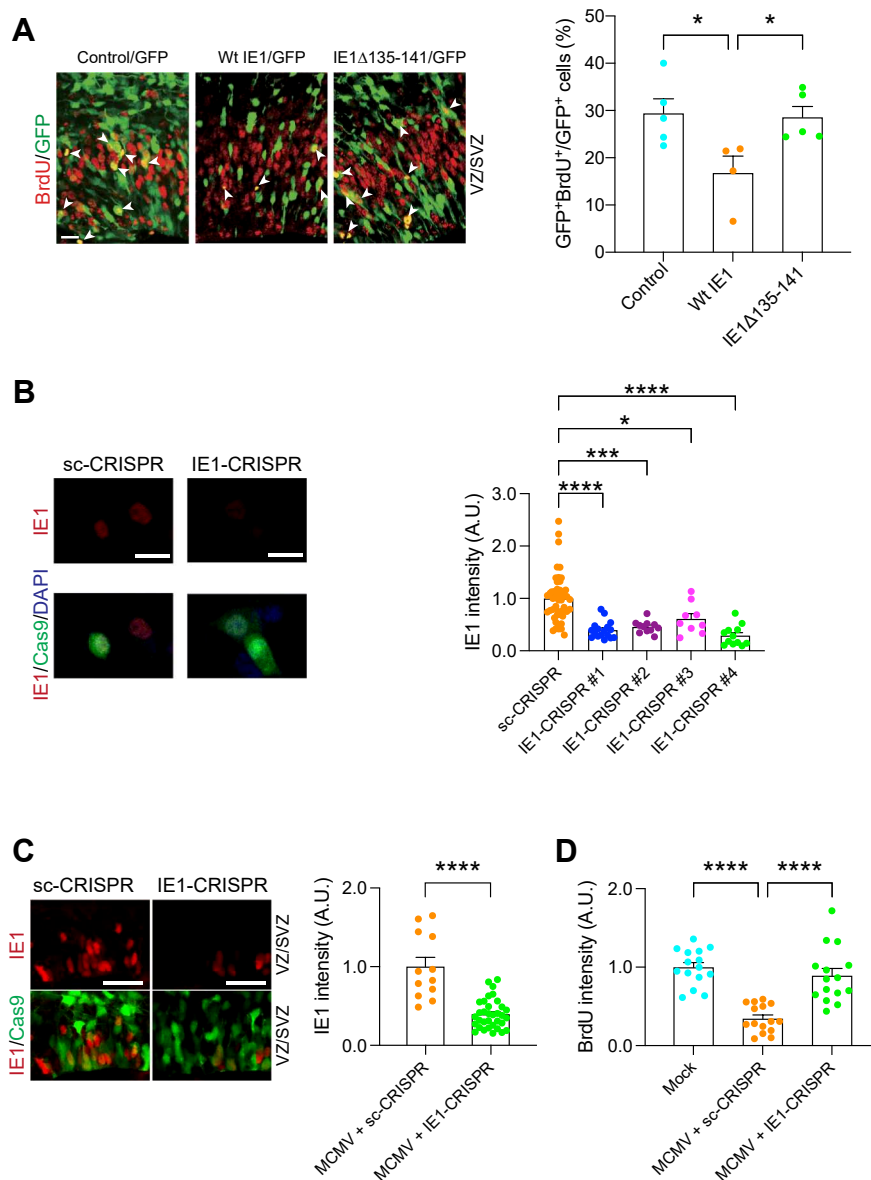 A
Control/GFP
Wt IE1/GFP
IE1Δ135-141/GFP
BrdU/GFP
VZ/SVZ
GFP+BrdU+/GFP+ cells (%)
50
40
30
20
10
0
*
*
Control
Wt IE1
IE1Δ135-141
B
sc-CRISPR
IE1-CRISPR
IE1
IE1/Cas9/DAPI
IE1 intensity (A.U.)
3.0
2.0
1.0
0.0
****
*
***
****
sc-CRISPR
IE1-CRISPR #1
IE1-CRISPR #2
IE1-CRISPR #3
IE1-CRISPR #4
C
sc-CRISPR
IE1-CRISPR
IE1
IE1/Cas9
VZ/SVZ
VZ/SVZ
IE1 intensity (A.U.)
2.0
1.0
0.0
****
MCMV + sc-CRISPR
MCMV + IE1-CRISPR
D
BrdU intensity (A.U.)
2.0
1.0
0.0
****
****
Mock
MCMV + sc-CRISPR
MCMV + IE1-CRISPR